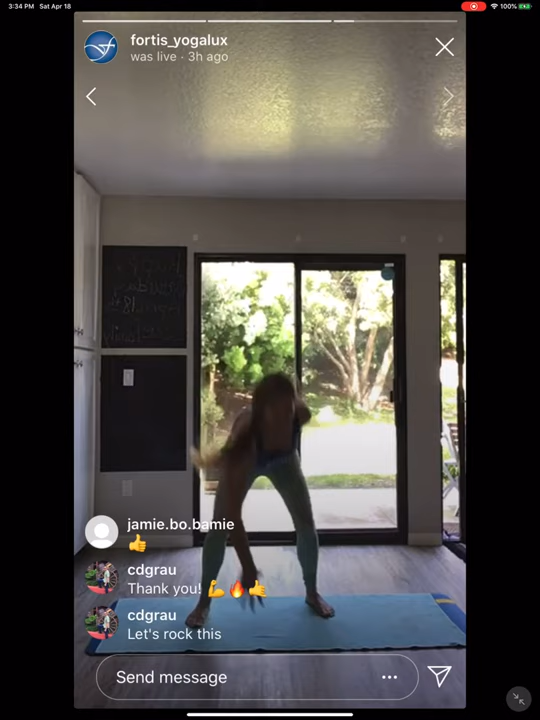 3:34 PM Sat Apr 18
100%
fortis_yogalux
was live · 3h ago
jamie.bo.bamie
👍
cdgrau
Thank you! 💪🔥🤙
cdgrau
Let's rock this
Send message